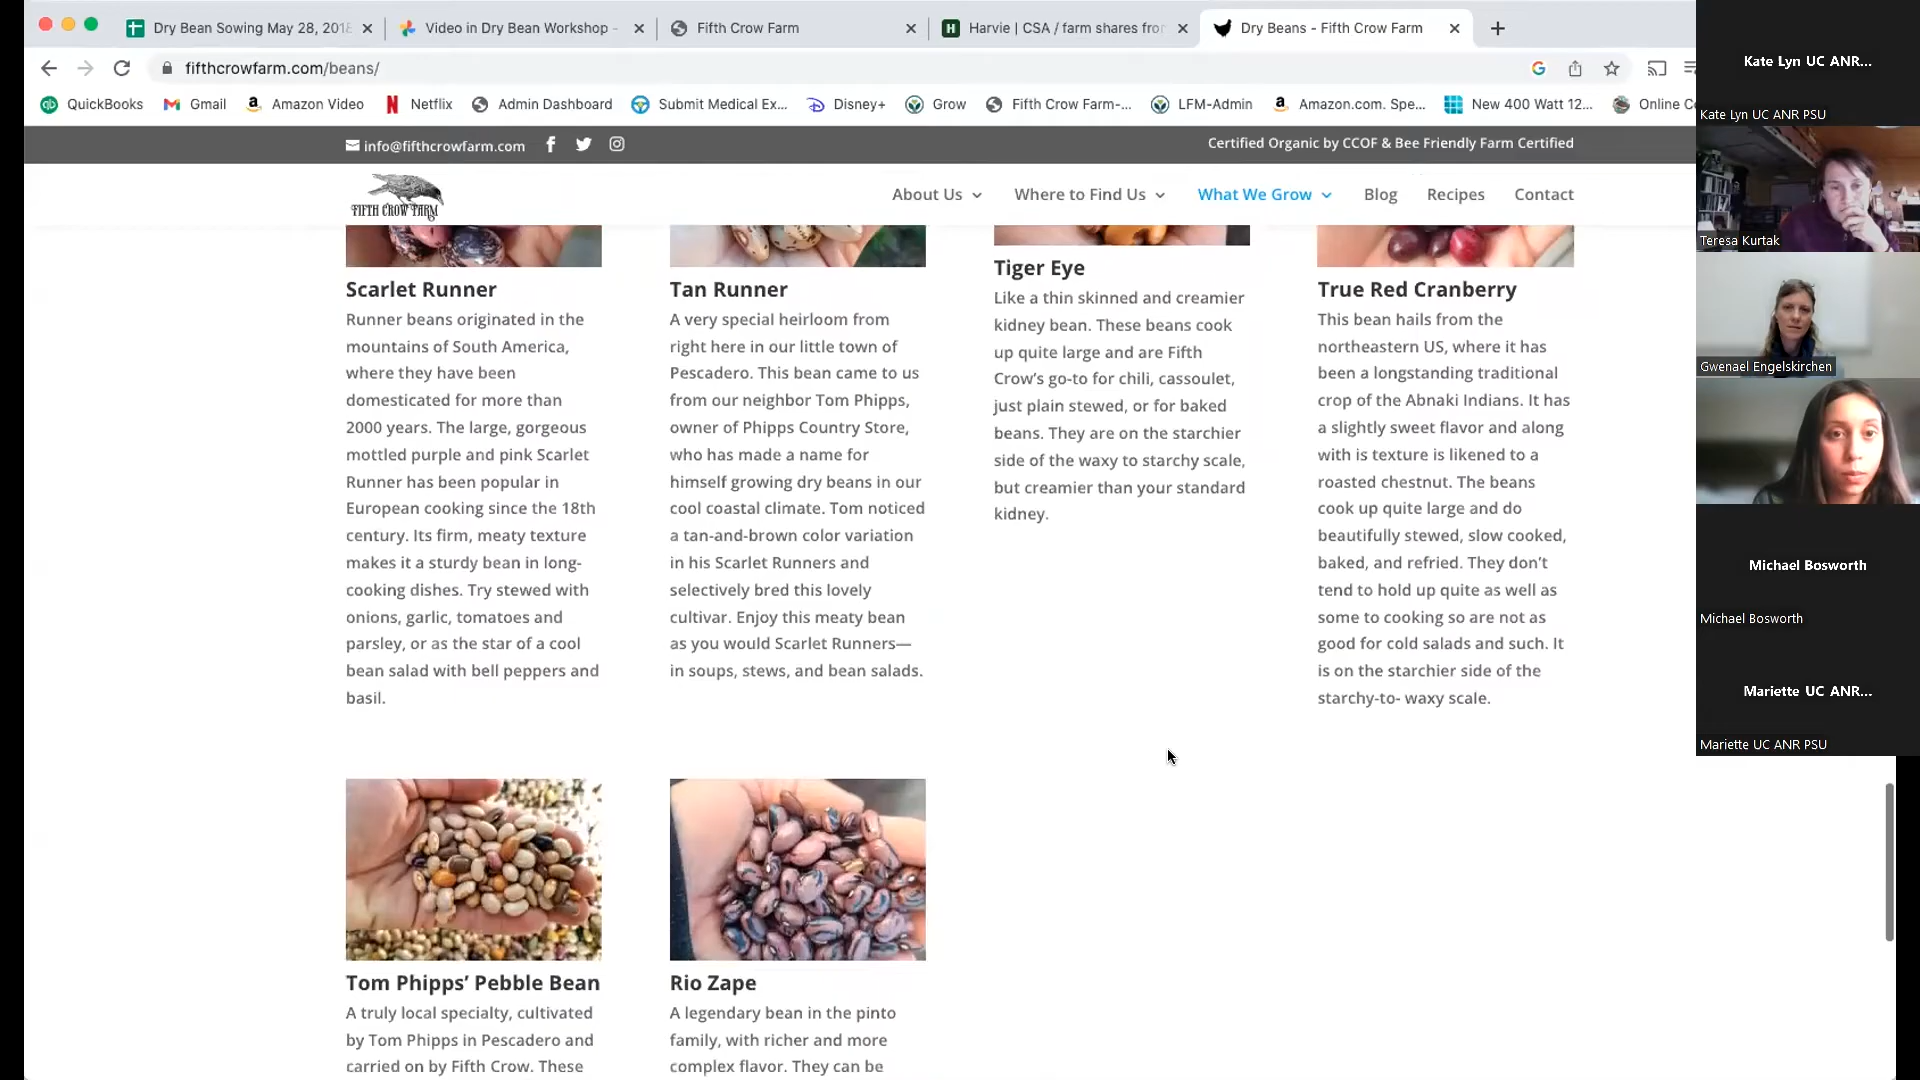 Dry Bean Sowing May 28, 2018
Video in Dry Bean Workshop -
Fifth Crow Farm
Harvie | CSA / farm shares from
Dry Beans - Fifth Crow Farm
fifthcrowfarm.com/beans/
QuickBooks
Gmail
Amazon Video
Netflix
Admin Dashboard
Submit Medical Ex...
Disney+
Grow
Fifth Crow Farm-...
LFM-Admin
Amazon.com. Spe...
New 400 Watt 12...
Online Co
info@fifthcrowfarm.com
Certified Organic by CCOF & Bee Friendly Farm Certified
FIFTH CROW FARM
About Us
Where to Find Us
What We Grow
Blog
Recipes
Contact
Scarlet Runner
Runner beans originated in the
mountains of South America,
where they have been
domesticated for more than
2000 years. The large, gorgeous
mottled purple and pink Scarlet
Runner has been popular in
European cooking since the 18th
century. Its firm, meaty texture
makes it a sturdy bean in long-
cooking dishes. Try stewed with
onions, garlic, tomatoes and
parsley, or as the star of a cool
bean salad with bell peppers and
basil.
Tan Runner
A very special heirloom from
right here in our little town of
Pescadero. This bean came to us
from our neighbor Tom Phipps,
owner of Phipps Country Store,
who has made a name for
himself growing dry beans in our
cool coastal climate. Tom noticed
a tan-and-brown color variation
in his Scarlet Runners and
selectively bred this lovely
cultivar. Enjoy this meaty bean
as you would Scarlet Runners—
in soups, stews, and bean salads.
Tiger Eye
Like a thin skinned and creamier
kidney bean. These beans cook
up quite large and are Fifth
Crow’s go-to for chili, cassoulet,
just plain stewed, or for baked
beans. They are on the starchier
side of the waxy to starchy scale,
but creamier than your standard
kidney.
True Red Cranberry
This bean hails from the
northeastern US, where it has
been a longstanding traditional
crop of the Abnaki Indians. It has
a slightly sweet flavor and along
with is texture is likened to a
roasted chestnut. The beans
cook up quite large and do
beautifully stewed, slow cooked,
baked, and refried. They don’t
tend to hold up quite as well as
some to cooking so are not as
good for cold salads and such. It
is on the starchier side of the
starchy-to- waxy scale.
Tom Phipps’ Pebble Bean
A truly local specialty, cultivated
by Tom Phipps in Pescadero and
carried on by Fifth Crow. These
Rio Zape
A legendary bean in the pinto
family, with richer and more
complex flavor. They can be
Kate Lyn UC ANR...
Kate Lyn UC ANR PSU
Teresa Kurtak
Gwenael Engelskirchen
Michael Bosworth
Michael Bosworth
Mariette UC ANR...
Mariette UC ANR PSU